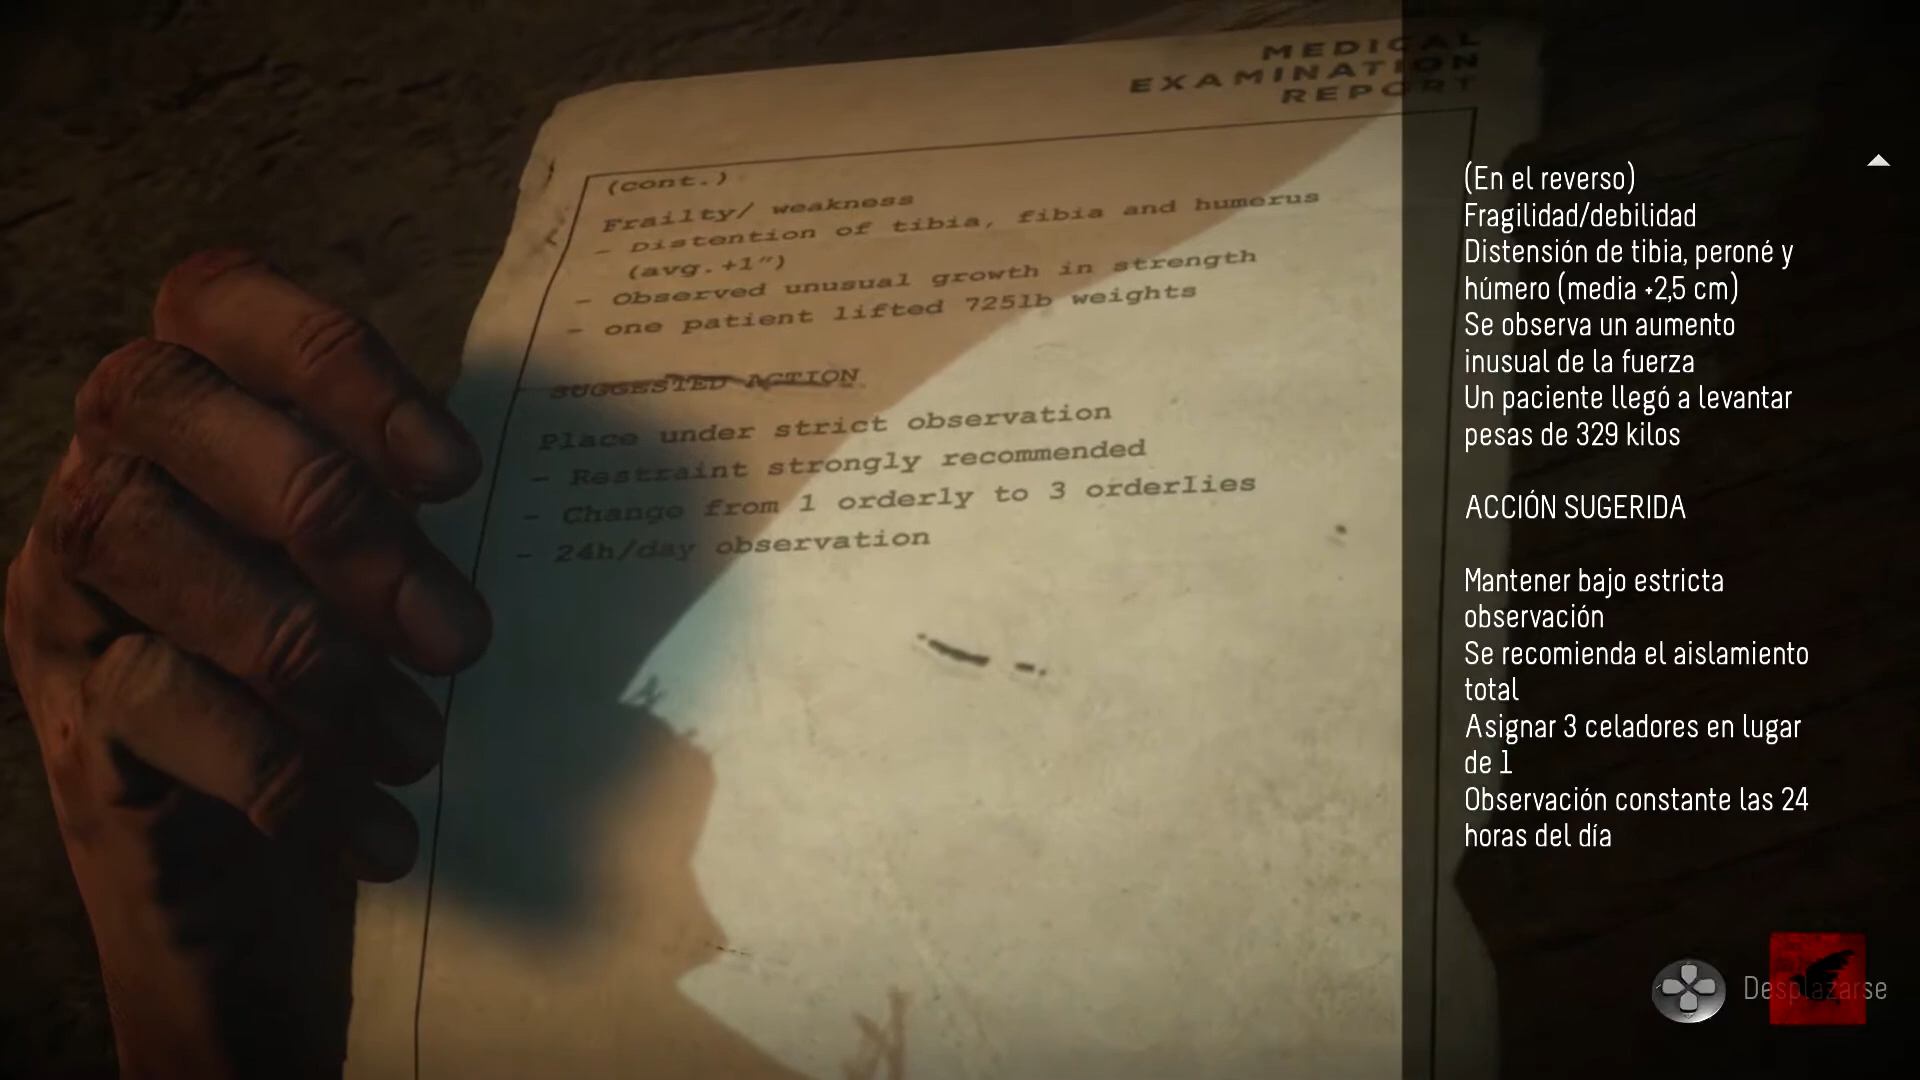 MEDICAL
EXAMINATION
REPORT
(cont.)
Frailty/ weakness
- Distention of tibia, fibia and humerus
(avg.+1")
- Observed unusual growth in strength
- one patient lifted 725lb weights
SUGGESTED ACTION
Place under strict observation
- Restraint strongly recommended
- Change from 1 orderly to 3 orderlies
- 24h/day observation
(En el reverso)
Fragilidad/debilidad
Distensión de tibia, peroné y
húmero (media +2,5 cm)
Se observa un aumento
inusual de la fuerza
Un paciente llegó a levantar
pesas de 329 kilos
ACCIÓN SUGERIDA
Mantener bajo estricta
observación
Se recomienda el aislamiento
total
Asignar 3 celadores en lugar
de 1
Observación constante las 24
horas del día
Desplazarse